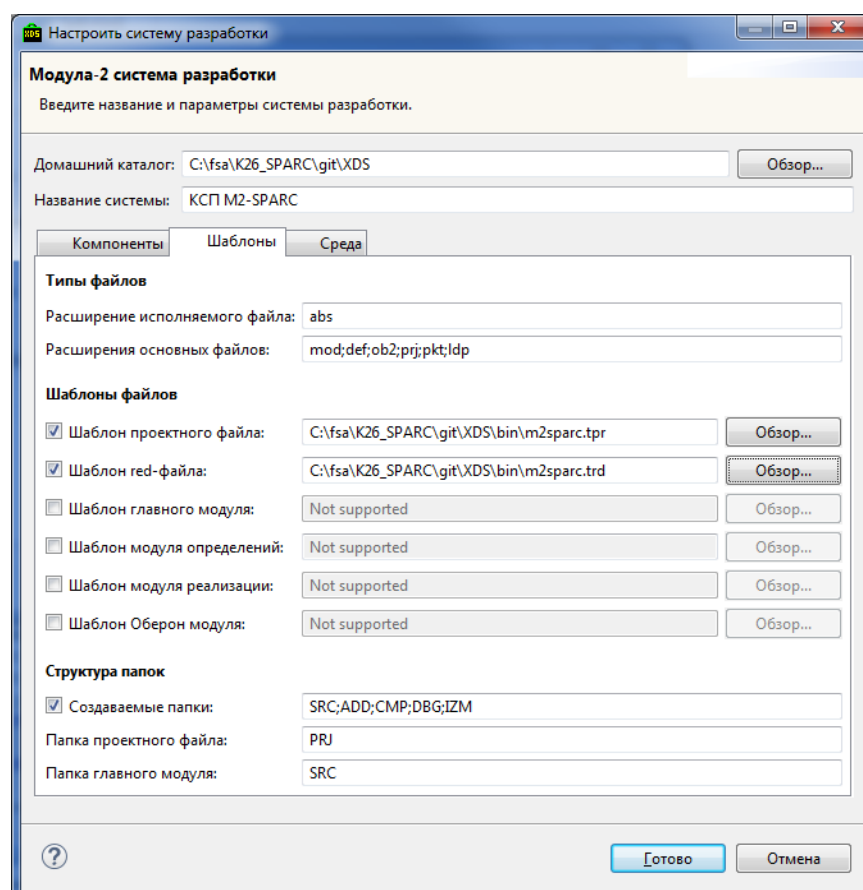 XDS Настроить систему разработки
Модула-2 система разработки
Введите название и параметры системы разработки.
Домашний каталог: C:\fsa\K26_SPARC\git\XDS Обзор...
Название системы: КСП M2-SPARC
Компоненты Шаблоны Среда
Типы файлов
Расширение исполняемого файла: abs
Расширения основных файлов: mod;def;ob2;prj;pkt;ldp
Шаблоны файлов
Шаблон проектного файла: C:\fsa\K26_SPARC\git\XDS\bin\m2sparc.tpr Обзор...
Шаблон red-файла: C:\fsa\K26_SPARC\git\XDS\bin\m2sparc.trd Обзор...
Шаблон главного модуля: Not supported Обзор...
Шаблон модуля определений: Not supported Обзор...
Шаблон модуля реализации: Not supported Обзор...
Шаблон Оберон модуля: Not supported Обзор...
Структура папок
Создаваемые папки: SRC;ADD;CMP;DBG;IZM
Папка проектного файла: PRJ
Папка главного модуля: SRC
? Готово Отмена